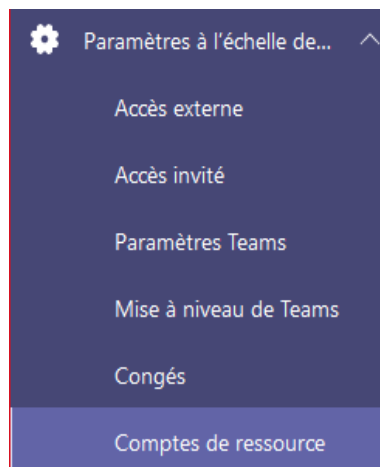 Paramètres à l'échelle de...
Accès externe
Accès invité
Paramètres Teams
Mise à niveau de Teams
Congés
Comptes de ressource